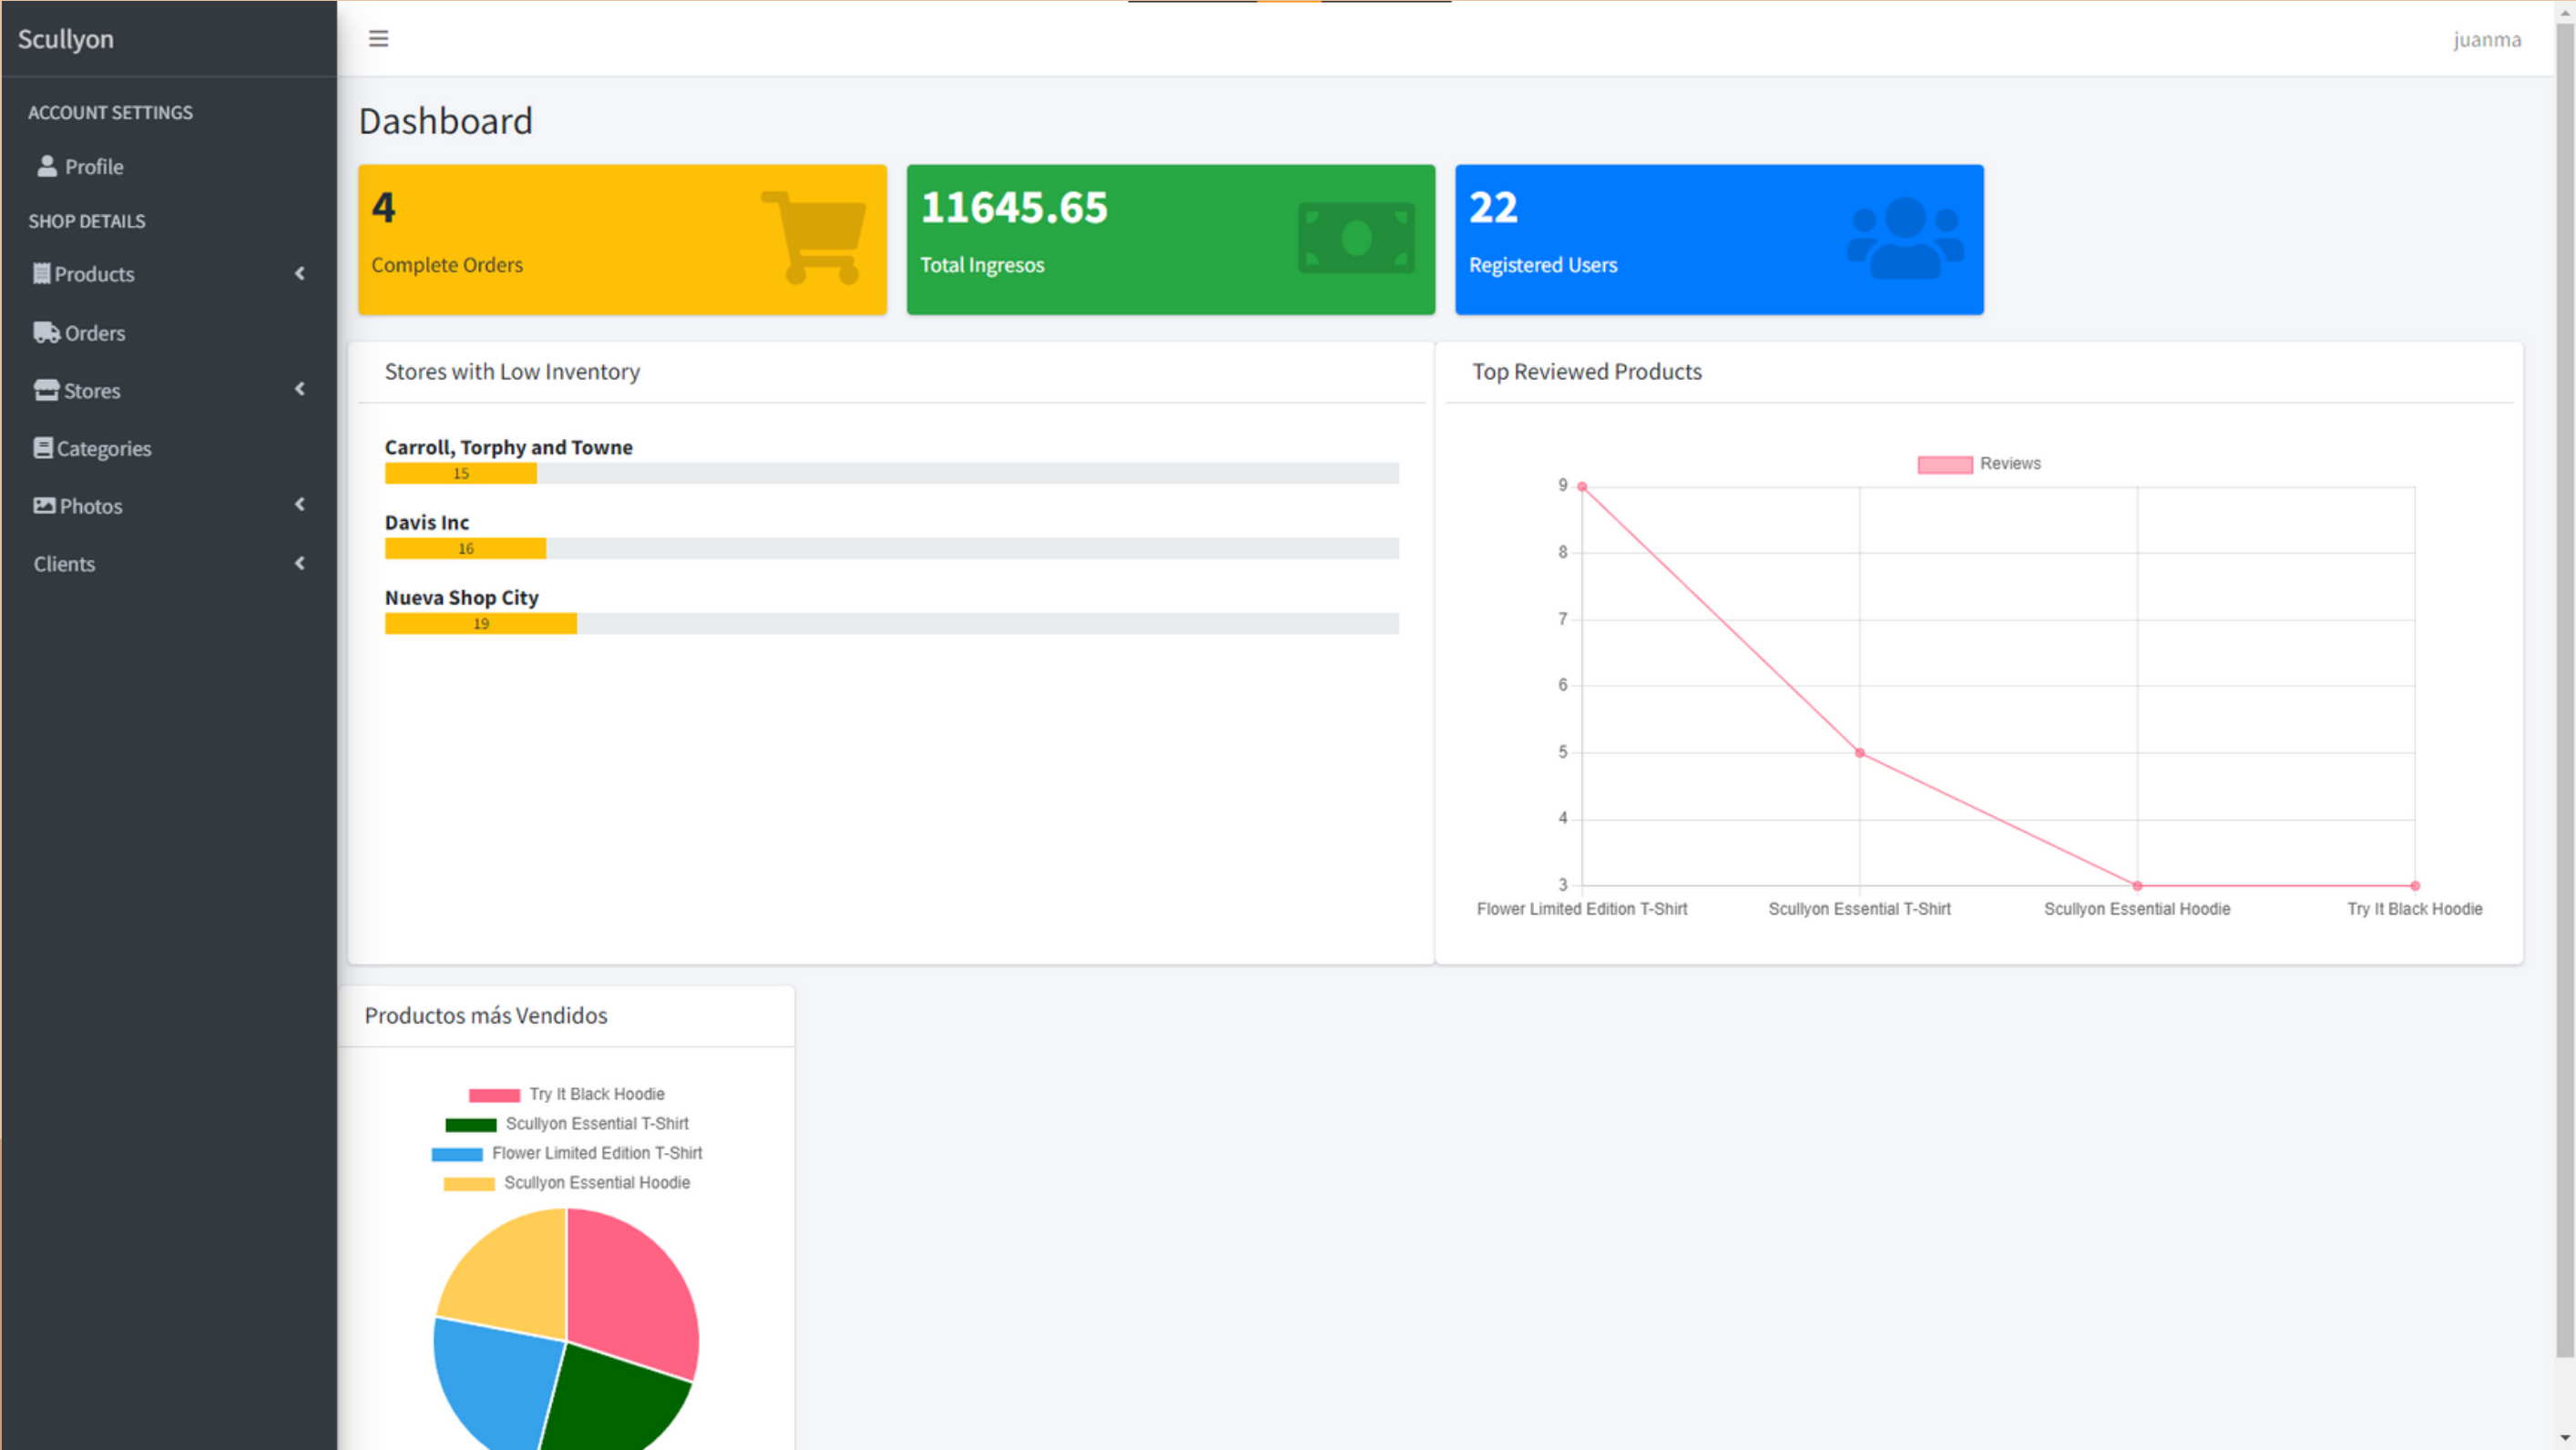 Scullyon
juanma
ACCOUNT SETTINGS
Profile
SHOP DETAILS
Products
Orders
Stores
Categories
Photos
Clients
Dashboard
4
Complete Orders
11645.65
Total Ingresos
22
Registered Users
Stores with Low Inventory
Carroll, Torphy and Towne
15
Davis Inc
16
Nueva Shop City
19
Top Reviewed Products
Reviews
9
8
7
6
5
4
3
Flower Limited Edition T-Shirt
Scullyon Essential T-Shirt
Scullyon Essential Hoodie
Try It Black Hoodie
Productos más Vendidos
Try It Black Hoodie
Scullyon Essential T-Shirt
Flower Limited Edition T-Shirt
Scullyon Essential Hoodie